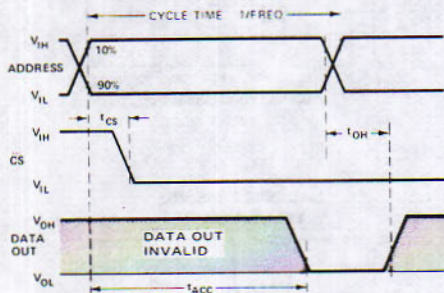 CYCLE TIME 1/FREQ
VIH
10%
ADDRESS
90%
VIL
tCS
VIH
tOH
CS
VIL
VOH
DATA OUT
DATA OUT
INVALID
VOL
tACC